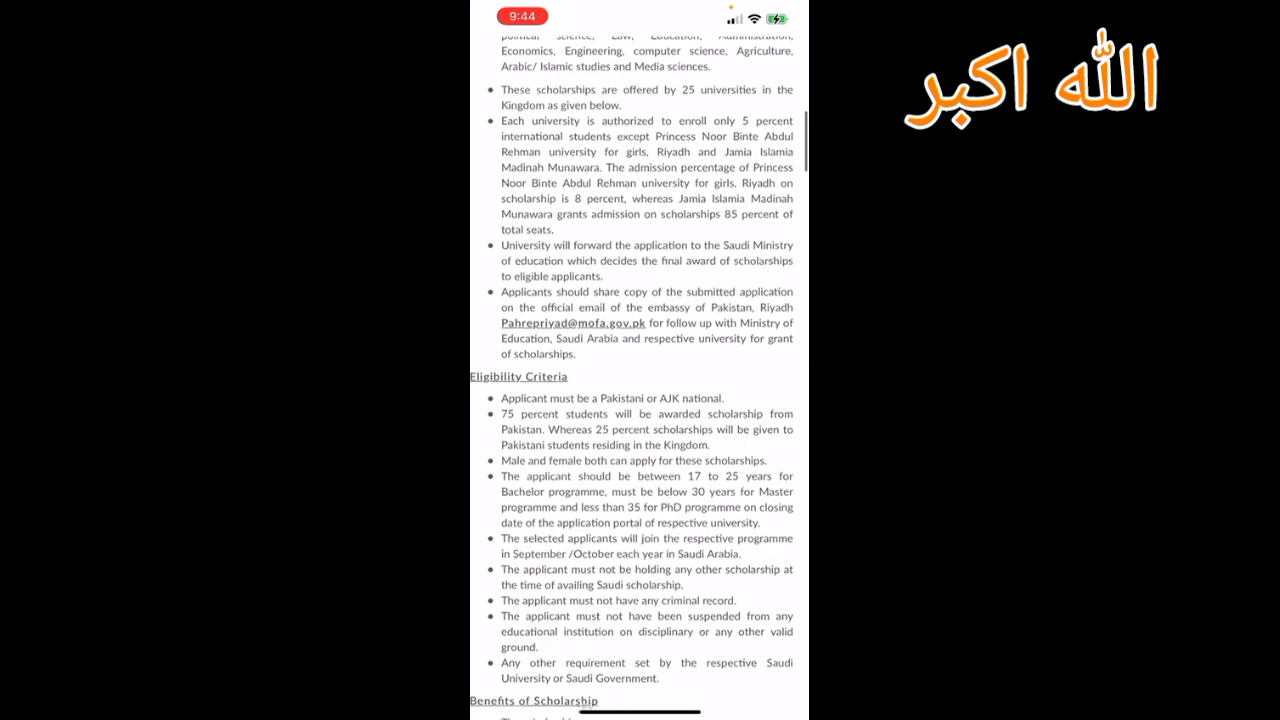 9:44
political science, Law, Education, Administration,
Economics, Engineering, computer science, Agriculture,
Arabic/ Islamic studies and Media sciences.
• These scholarships are offered by 25 universities in the
Kingdom as given below.
• Each university is authorized to enroll only 5 percent
international students except Princess Noor Binte Abdul
Rehman university for girls, Riyadh and Jamia Islamia
Madinah Munawara. The admission percentage of Princess
Noor Binte Abdul Rehman university for girls, Riyadh on
scholarship is 8 percent, whereas Jamia Islamia Madinah
Munawara grants admission on scholarships 85 percent of
total seats.
• University will forward the application to the Saudi Ministry
of education which decides the final award of scholarships
to eligible applicants.
• Applicants should share copy of the submitted application
on the official email of the embassy of Pakistan, Riyadh
Pahrepriyad@mofa.gov.pk for follow up with Ministry of
Education, Saudi Arabia and respective university for grant
of scholarships.
Eligibility Criteria
• Applicant must be a Pakistani or AJK national.
• 75 percent students will be awarded scholarship from
Pakistan. Whereas 25 percent scholarships will be given to
Pakistani students residing in the Kingdom.
• Male and female both can apply for these scholarships.
• The applicant should be between 17 to 25 years for
Bachelor programme, must be below 30 years for Master
programme and less than 35 for PhD programme on closing
date of the application portal of respective university.
• The selected applicants will join the respective programme
in September /October each year in Saudi Arabia.
• The applicant must not be holding any other scholarship at
the time of availing Saudi scholarship.
• The applicant must not have any criminal record.
• The applicant must not have been suspended from any
educational institution on disciplinary or any other valid
ground.
• Any other requirement set by the respective Saudi
University or Saudi Government.
Benefits of Scholarship
الله اكبر